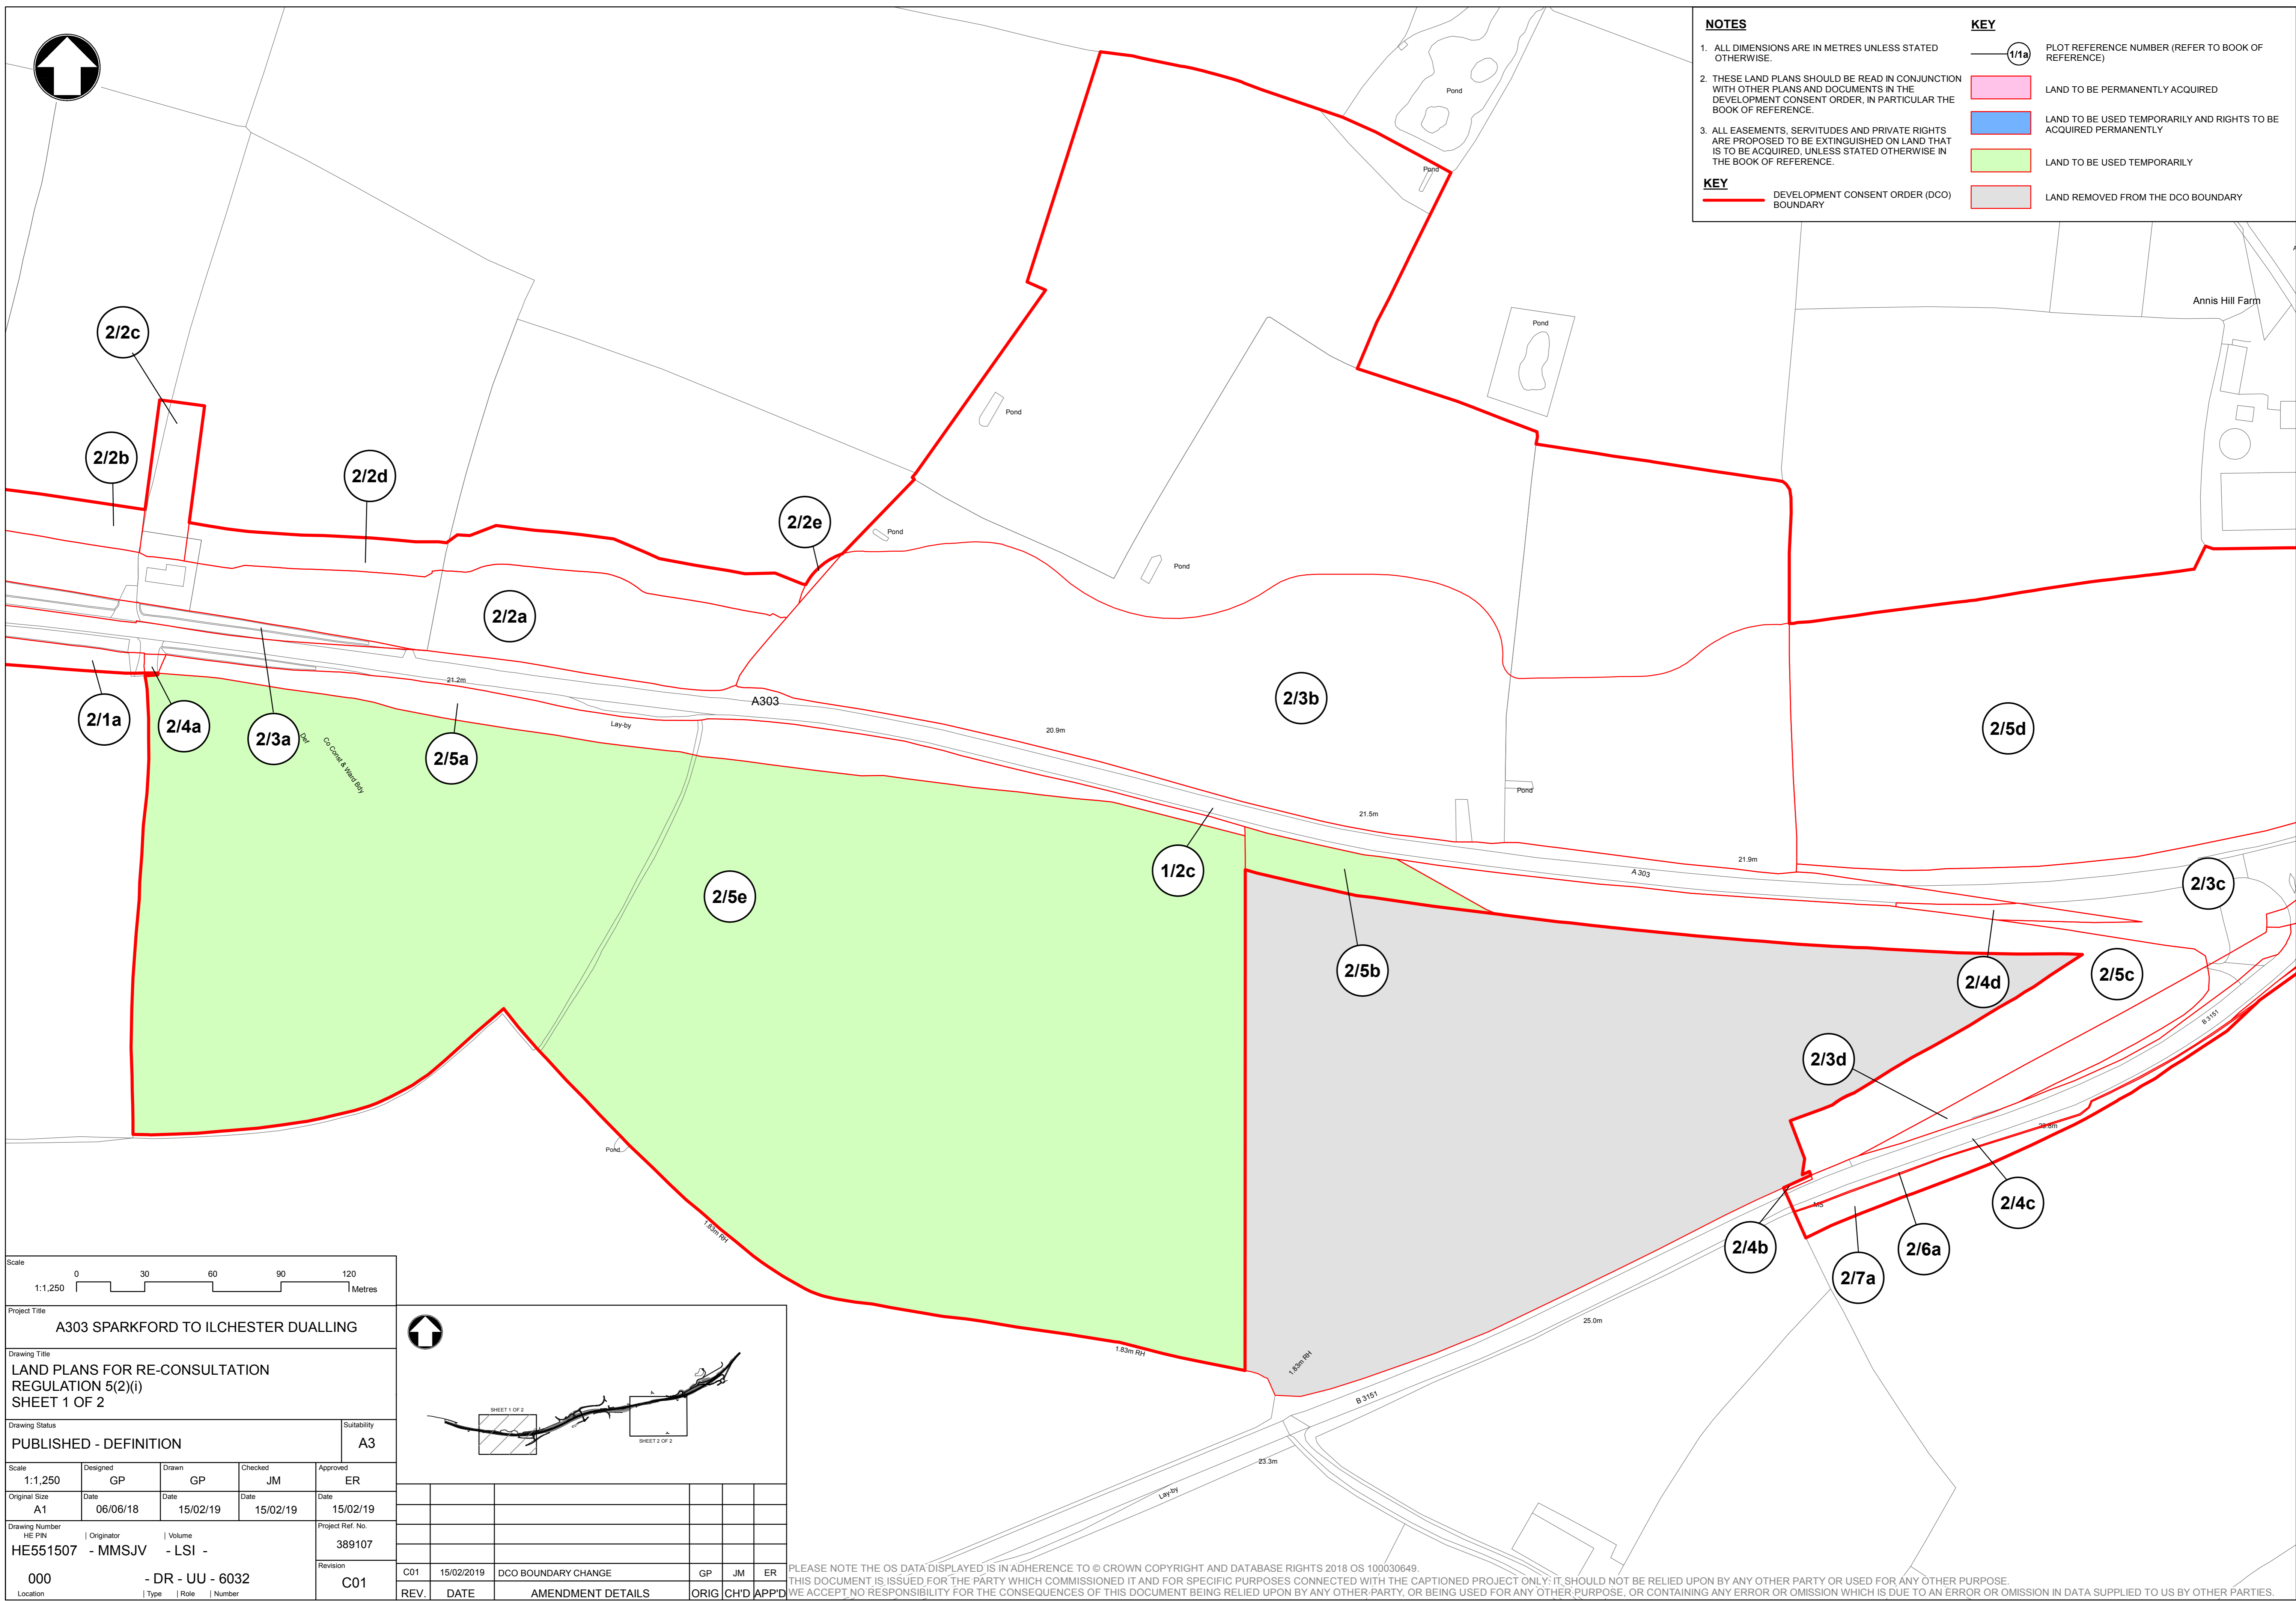 NOTES
1. ALL DIMENSIONS ARE IN METRES UNLESS STATED
OTHERWISE.
2. THESE LAND PLANS SHOULD BE READ IN CONJUNCTION
WITH OTHER PLANS AND DOCUMENTS IN THE
DEVELOPMENT CONSENT ORDER, IN PARTICULAR THE
BOOK OF REFERENCE.
3. ALL EASEMENTS, SERVITUDES AND PRIVATE RIGHTS
ARE PROPOSED TO BE EXTINGUISHED ON LAND THAT
IS TO BE ACQUIRED, UNLESS STATED OTHERWISE IN
THE BOOK OF REFERENCE.
KEY
DEVELOPMENT CONSENT ORDER (DCO)
BOUNDARY
KEY
1/1a
PLOT REFERENCE NUMBER (REFER TO BOOK OF
REFERENCE)
LAND TO BE PERMANENTLY ACQUIRED
LAND TO BE USED TEMPORARILY AND RIGHTS TO BE
ACQUIRED PERMANENTLY
LAND TO BE USED TEMPORARILY
LAND REMOVED FROM THE DCO BOUNDARY
Pond
Pond
Annis Hill Farm
Pond
2/2c
Pond
2/2b
2/2d
2/2e
Pond
Pond
2/2a
21.2m
A303
2/3b
2/5d
2/1a
2/4a
2/3a
Def
Co Const & Ward Bdy
2/5a
Lay-by
20.9m
Pond
21.5m
21.9m
A 303
1/2c
2/3c
2/5e
2/5b
2/4d
2/5c
B 3151
2/3d
Pond
23.8m
2/4c
MS
2/4b
2/6a
2/7a
1.83m RH
1.83m RH
1.83m RH
25.0m
B 3151
23.3m
Lay-by
Scale
1:1,250
0 30 60 90 120
Metres
Project Title
A303 SPARKFORD TO ILCHESTER DUALLING
Drawing Title
LAND PLANS FOR RE-CONSULTATION
REGULATION 5(2)(i)
SHEET 1 OF 2
Drawing Status
PUBLISHED - DEFINITION
Suitability
A3
Scale
1:1,250
Designed
GP
Drawn
GP
Checked
JM
Approved
ER
Original Size
A1
Date
06/06/18
Date
15/02/19
Date
15/02/19
Date
15/02/19
Drawing Number
HE PIN | Originator | Volume
HE551507 - MMSJV - LSI -
000 - DR - UU - 6032
Location | Type | Role | Number
Project Ref. No.
389107
Revision
C01
SHEET 1 OF 2
SHEET 2 OF 2
C01 15/02/2019 DCO BOUNDARY CHANGE GP JM ER
REV. DATE AMENDMENT DETAILS ORIG CH'D APP'D
PLEASE NOTE THE OS DATA DISPLAYED IS IN ADHERENCE TO © CROWN COPYRIGHT AND DATABASE RIGHTS 2018 OS 100030649.
THIS DOCUMENT IS ISSUED FOR THE PARTY WHICH COMMISSIONED IT AND FOR SPECIFIC PURPOSES CONNECTED WITH THE CAPTIONED PROJECT ONLY. IT SHOULD NOT BE RELIED UPON BY ANY OTHER PARTY OR USED FOR ANY OTHER PURPOSE.
WE ACCEPT NO RESPONSIBILITY FOR THE CONSEQUENCES OF THIS DOCUMENT BEING RELIED UPON BY ANY OTHER PARTY, OR BEING USED FOR ANY OTHER PURPOSE, OR CONTAINING ANY ERROR OR OMISSION WHICH IS DUE TO AN ERROR OR OMISSION IN DATA SUPPLIED TO US BY OTHER PARTIES.